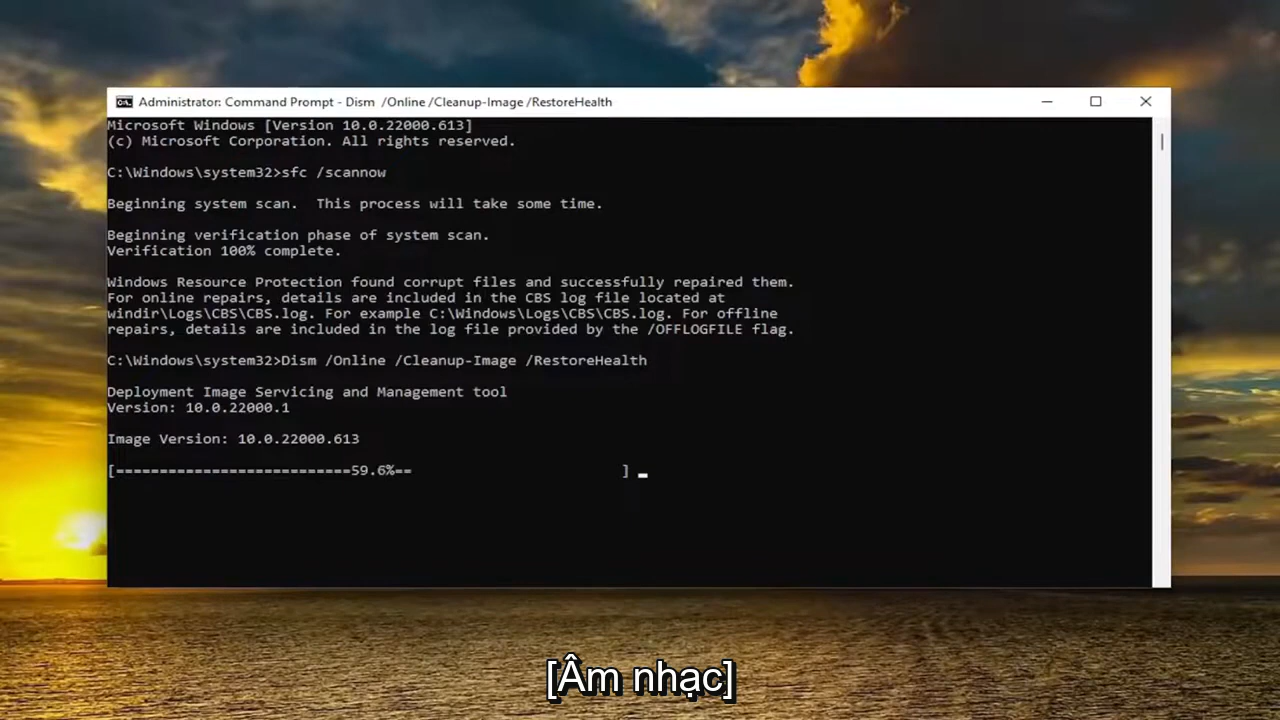 Administrator: Command Prompt - Dism /Online /Cleanup-Image /RestoreHealth
Microsoft Windows [Version 10.0.22000.613]
(c) Microsoft Corporation. All rights reserved.
C:\Windows\system32>sfc /scannow
Beginning system scan. This process will take some time.
Beginning verification phase of system scan.
Verification 100% complete.
Windows Resource Protection found corrupt files and successfully repaired them.
For online repairs, details are included in the CBS log file located at
windir\Logs\CBS\CBS.log. For example C:\Windows\Logs\CBS\CBS.log. For offline
repairs, details are included in the log file provided by the /OFFLOGFILE flag.
C:\Windows\system32>Dism /Online /Cleanup-Image /RestoreHealth
Deployment Image Servicing and Management tool
Version: 10.0.22000.1
Image Version: 10.0.22000.613
[===========================59.6%== ] _
[Âm nhạc]